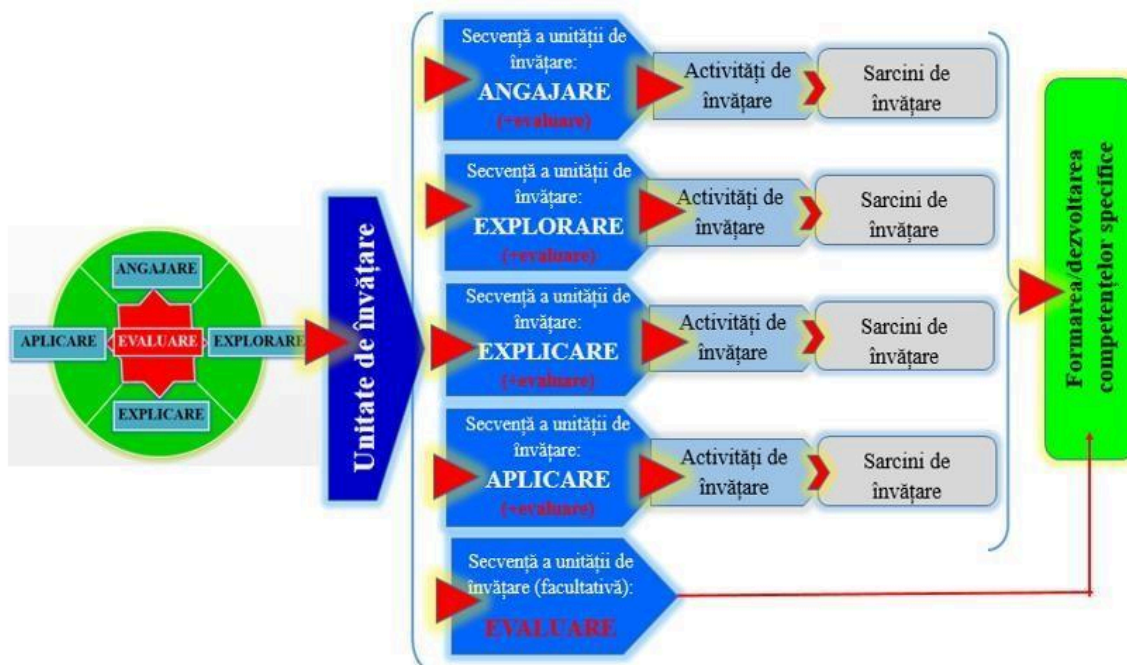 ANGAJARE
APLICARE
EVALUARE
EXPLORARE
EXPLICARE
Unitate de învățare
Secvență a unității de
învățare:
ANGAJARE
(+evaluare)
Activități de
învățare
Sarcini de
învățare
Secvență a unității de
învățare:
EXPLORARE
(+evaluare)
Activități de
învățare
Sarcini de
învățare
Secvență a unității de
învățare:
EXPLICARE
(+evaluare)
Activități de
învățare
Sarcini de
învățare
Secvență a unității de
învățare:
APLICARE
(+evaluare)
Activități de
învățare
Sarcini de
învățare
Secvență a unității de
învățare (facultativă):
EVALUARE
Formarea/dezvoltarea
competențelor specifice